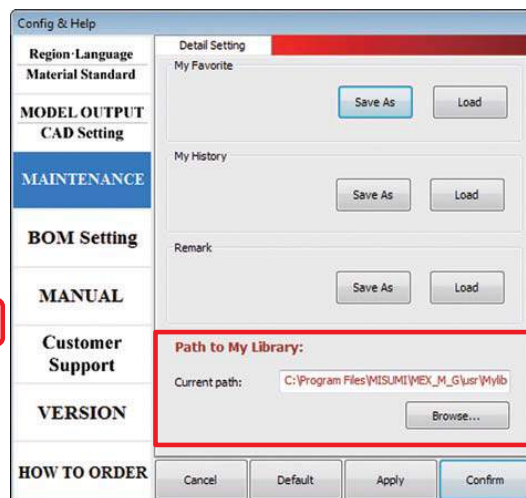 Config & Help
Region·Language
Material Standard
MODEL OUTPUT
CAD Setting
MAINTENANCE
BOM Setting
MANUAL
Customer
Support
VERSION
HOW TO ORDER
Detail Setting
My Favorite
Save As Load
My History
Save As Load
Remark
Save As Load
Path to My Library:
Current path: C:\Program Files\MISUMI\MEX_M_G\usr\Mylib
Browse...
Cancel Default Apply Confirm